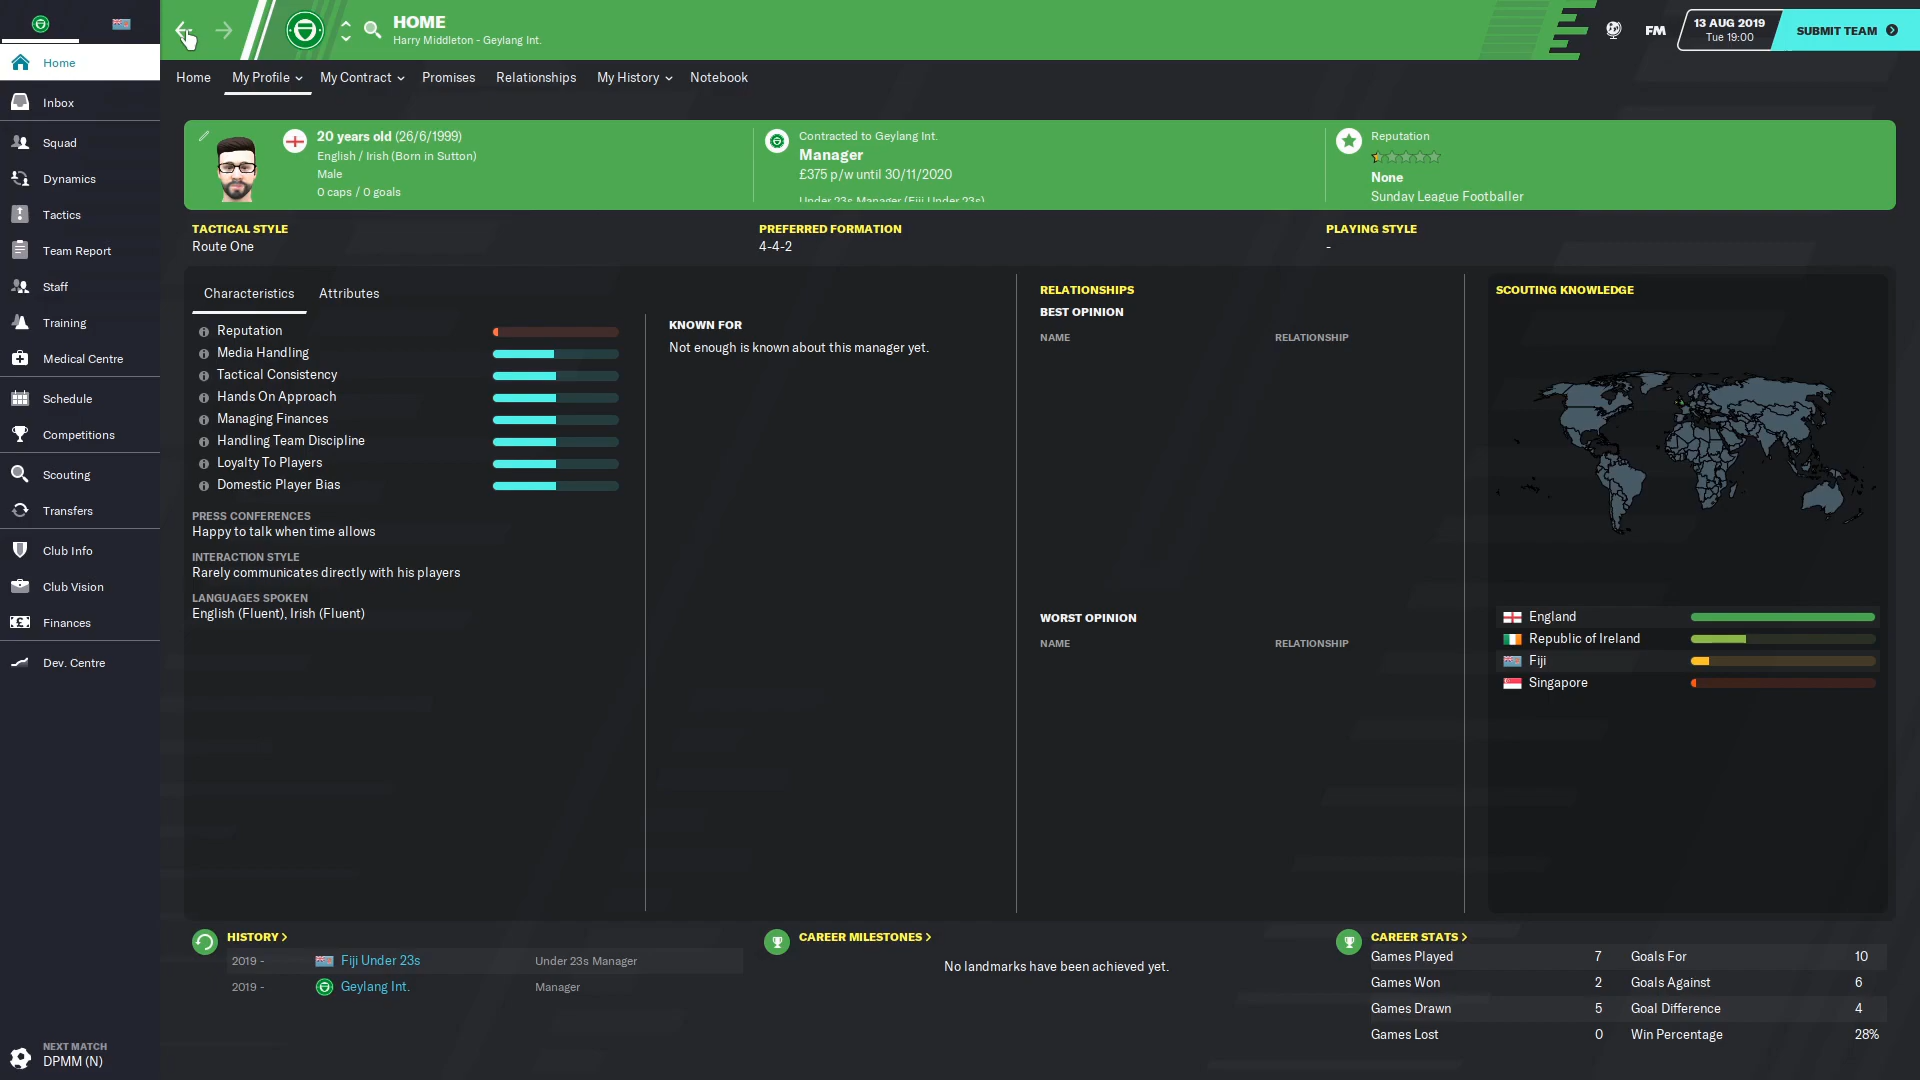 HOME
Harry Middleton - Geylang Int.
FM
13 AUG 2019
Tue 19:00
SUBMIT TEAM
Home
Inbox
Squad
Dynamics
Tactics
Team Report
Staff
Training
Medical Centre
Schedule
Competitions
Scouting
Transfers
Club Info
Club Vision
Finances
Dev. Centre
NEXT MATCH
DPMM (N)
Home
My Profile
My Contract
Promises
Relationships
My History
Notebook
20 years old (26/6/1999)
English / Irish (Born in Sutton)
Male
0 caps / 0 goals
Contracted to Geylang Int.
Manager
£375 p/w until 30/11/2020
Under 23s Manager (Fiji Under 23s)
Reputation
None
Sunday League Footballer
TACTICAL STYLE
Route One
PREFERRED FORMATION
4-4-2
PLAYING STYLE
-
Characteristics
Attributes
Reputation
Media Handling
Tactical Consistency
Hands On Approach
Managing Finances
Handling Team Discipline
Loyalty To Players
Domestic Player Bias
PRESS CONFERENCES
Happy to talk when time allows
INTERACTION STYLE
Rarely communicates directly with his players
LANGUAGES SPOKEN
English (Fluent), Irish (Fluent)
KNOWN FOR
Not enough is known about this manager yet.
RELATIONSHIPS
BEST OPINION
NAME RELATIONSHIP
WORST OPINION
NAME RELATIONSHIP
SCOUTING KNOWLEDGE
England
Republic of Ireland
Fiji
Singapore
HISTORY >
2019 - Fiji Under 23s Under 23s Manager
2019 - Geylang Int. Manager
CAREER MILESTONES >
No landmarks have been achieved yet.
CAREER STATS >
Games Played 7 Goals For 10
Games Won 2 Goals Against 6
Games Drawn 5 Goal Difference 4
Games Lost 0 Win Percentage 28%